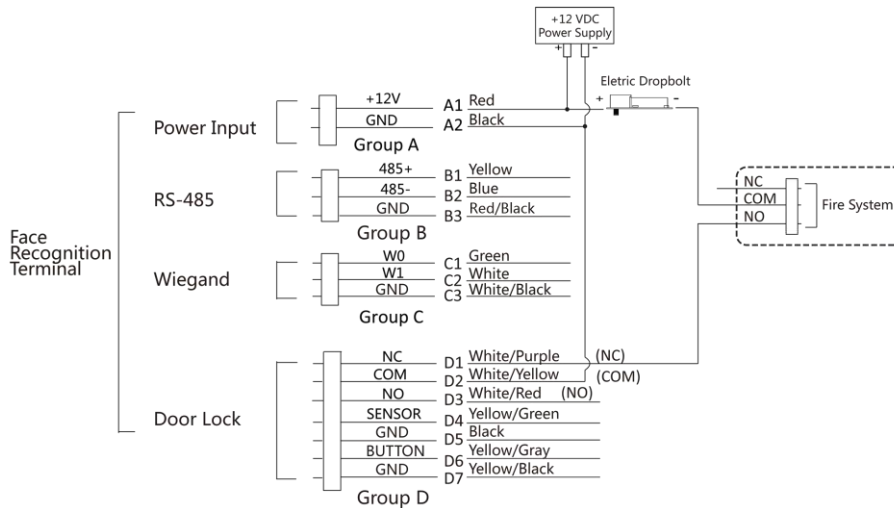 +12 VDC
Power Supply
+ -
Eletric Dropbolt
+ -
Face
Recognition
Terminal
Power Input
+12V A1 Red
GND A2 Black
Group A
RS-485
485+ B1 Yellow
485- B2 Blue
GND B3 Red/Black
Group B
Wiegand
W0 C1 Green
W1 C2 White
GND C3 White/Black
Group C
Door Lock
NC D1 White/Purple (NC)
COM D2 White/Yellow (COM)
NO D3 White/Red (NO)
SENSOR D4 Yellow/Green
GND D5 Black
BUTTON D6 Yellow/Gray
GND D7 Yellow/Black
Group D
NC
COM
NO
Fire System